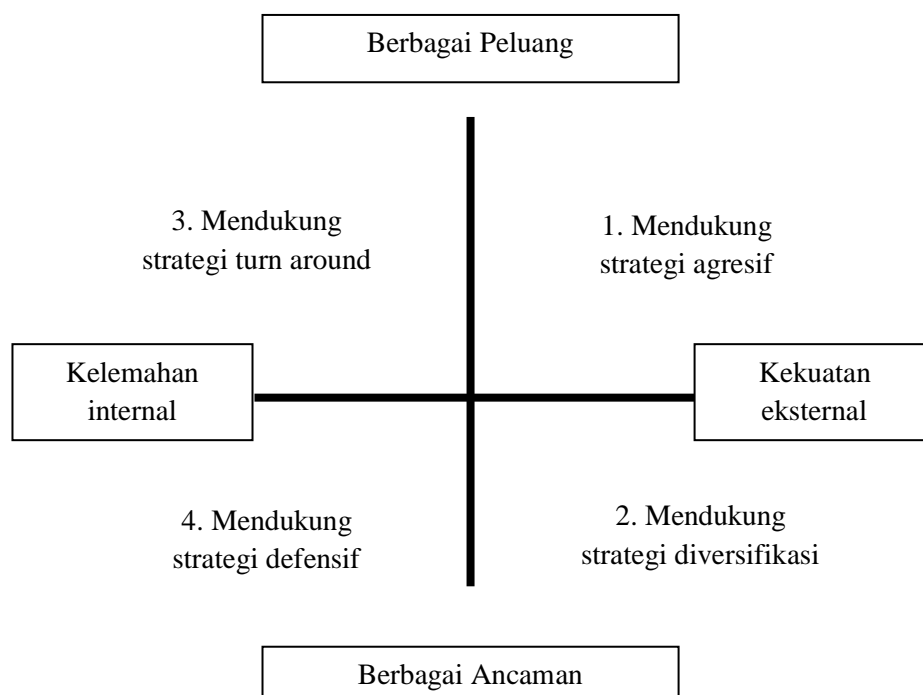 Berbagai Peluang
3. Mendukung
strategi turn around
1. Mendukung
strategi agresif
Kelemahan
internal
Kekuatan
eksternal
4. Mendukung
strategi defensif
2. Mendukung
strategi diversifikasi
Berbagai Ancaman